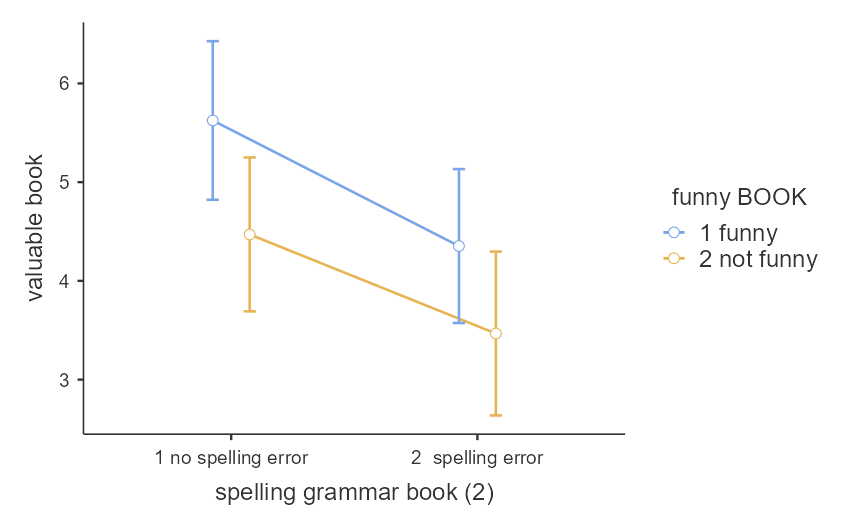 6
5
4
3
valuable book
1 no spelling error
2  spelling error
spelling grammar book (2)
funny BOOK
1 funny
2 not funny